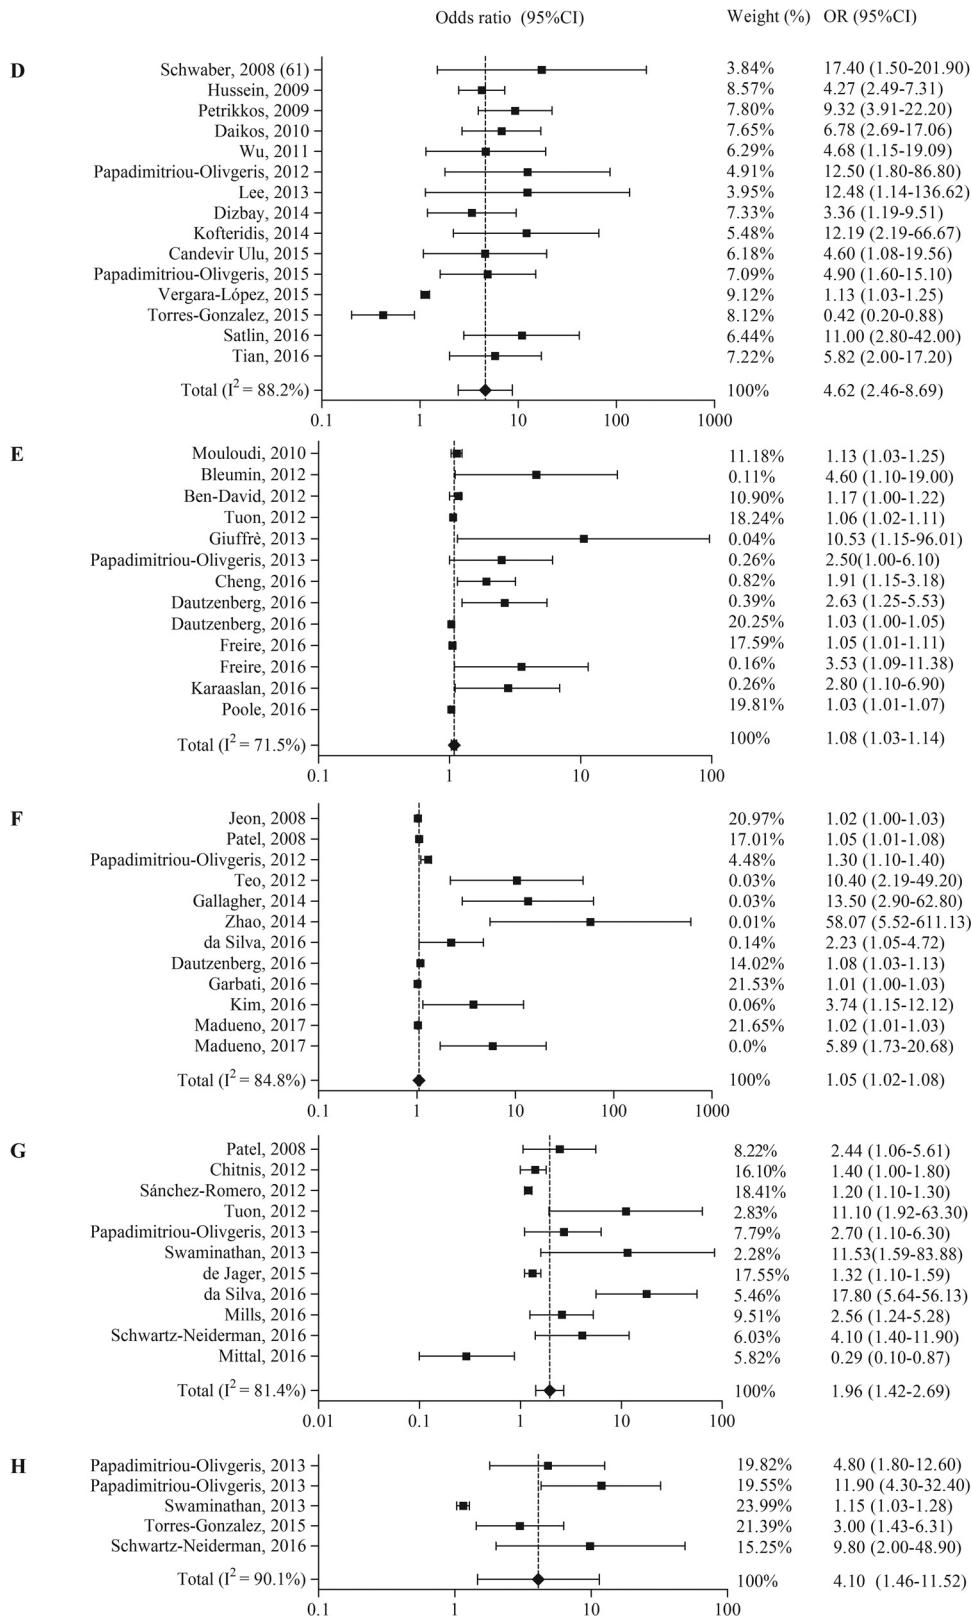 Odds ratio (95%CI) Weight (%) OR (95%CI)
D
Schwaber, 2008 (61) 3.84% 17.40 (1.50-201.90)
Hussein, 2009 8.57% 4.27 (2.49-7.31)
Petrikkos, 2009 7.80% 9.32 (3.91-22.20)
Daikos, 2010 7.65% 6.78 (2.69-17.06)
Wu, 2011 6.29% 4.68 (1.15-19.09)
Papadimitriou-Olivgeris, 2012 4.91% 12.50 (1.80-86.80)
Lee, 2013 3.95% 12.48 (1.14-136.62)
Dizbay, 2014 7.33% 3.36 (1.19-9.51)
Kofteridis, 2014 5.48% 12.19 (2.19-66.67)
Candevir Ulu, 2015 6.18% 4.60 (1.08-19.56)
Papadimitriou-Olivgeris, 2015 7.09% 4.90 (1.60-15.10)
Vergara-López, 2015 9.12% 1.13 (1.03-1.25)
Torres-Gonzalez, 2015 8.12% 0.42 (0.20-0.88)
Satlin, 2016 6.44% 11.00 (2.80-42.00)
Tian, 2016 7.22% 5.82 (2.00-17.20)
Total (I² = 88.2%) 100% 4.62 (2.46-8.69)
0.1 1 10 100 1000
E
Mouloudi, 2010 11.18% 1.13 (1.03-1.25)
Bleumin, 2012 0.11% 4.60 (1.10-19.00)
Ben-David, 2012 10.90% 1.17 (1.00-1.22)
Tuon, 2012 18.24% 1.06 (1.02-1.11)
Giuffrè, 2013 0.04% 10.53 (1.15-96.01)
Papadimitriou-Olivgeris, 2013 0.26% 2.50(1.00-6.10)
Cheng, 2016 0.82% 1.91 (1.15-3.18)
Dautzenberg, 2016 0.39% 2.63 (1.25-5.53)
Dautzenberg, 2016 20.25% 1.03 (1.00-1.05)
Freire, 2016 17.59% 1.05 (1.01-1.11)
Freire, 2016 0.16% 3.53 (1.09-11.38)
Karaaslan, 2016 0.26% 2.80 (1.10-6.90)
Poole, 2016 19.81% 1.03 (1.01-1.07)
Total (I² = 71.5%) 100% 1.08 (1.03-1.14)
0.1 1 10 100
F
Jeon, 2008 20.97% 1.02 (1.00-1.03)
Patel, 2008 17.01% 1.05 (1.01-1.08)
Papadimitriou-Olivgeris, 2012 4.48% 1.30 (1.10-1.40)
Teo, 2012 0.03% 10.40 (2.19-49.20)
Gallagher, 2014 0.03% 13.50 (2.90-62.80)
Zhao, 2014 0.01% 58.07 (5.52-611.13)
da Silva, 2016 0.14% 2.23 (1.05-4.72)
Dautzenberg, 2016 14.02% 1.08 (1.03-1.13)
Garbati, 2016 21.53% 1.01 (1.00-1.03)
Kim, 2016 0.06% 3.74 (1.15-12.12)
Madueno, 2017 21.65% 1.02 (1.01-1.03)
Madueno, 2017 0.0% 5.89 (1.73-20.68)
Total (I² = 84.8%) 100% 1.05 (1.02-1.08)
0.1 1 10 100 1000
G
Patel, 2008 8.22% 2.44 (1.06-5.61)
Chitnis, 2012 16.10% 1.40 (1.00-1.80)
Sánchez-Romero, 2012 18.41% 1.20 (1.10-1.30)
Tuon, 2012 2.83% 11.10 (1.92-63.30)
Papadimitriou-Olivgeris, 2013 7.79% 2.70 (1.10-6.30)
Swaminathan, 2013 2.28% 11.53(1.59-83.88)
de Jager, 2015 17.55% 1.32 (1.10-1.59)
da Silva, 2016 5.46% 17.80 (5.64-56.13)
Mills, 2016 9.51% 2.56 (1.24-5.28)
Schwartz-Neiderman, 2016 6.03% 4.10 (1.40-11.90)
Mittal, 2016 5.82% 0.29 (0.10-0.87)
Total (I² = 81.4%) 100% 1.96 (1.42-2.69)
0.01 0.1 1 10 100
H
Papadimitriou-Olivgeris, 2013 19.82% 4.80 (1.80-12.60)
Papadimitriou-Olivgeris, 2013 19.55% 11.90 (4.30-32.40)
Swaminathan, 2013 23.99% 1.15 (1.03-1.28)
Torres-Gonzalez, 2015 21.39% 3.00 (1.43-6.31)
Schwartz-Neiderman, 2016 15.25% 9.80 (2.00-48.90)
Total (I² = 90.1%) 100% 4.10 (1.46-11.52)
0.1 1 10 100